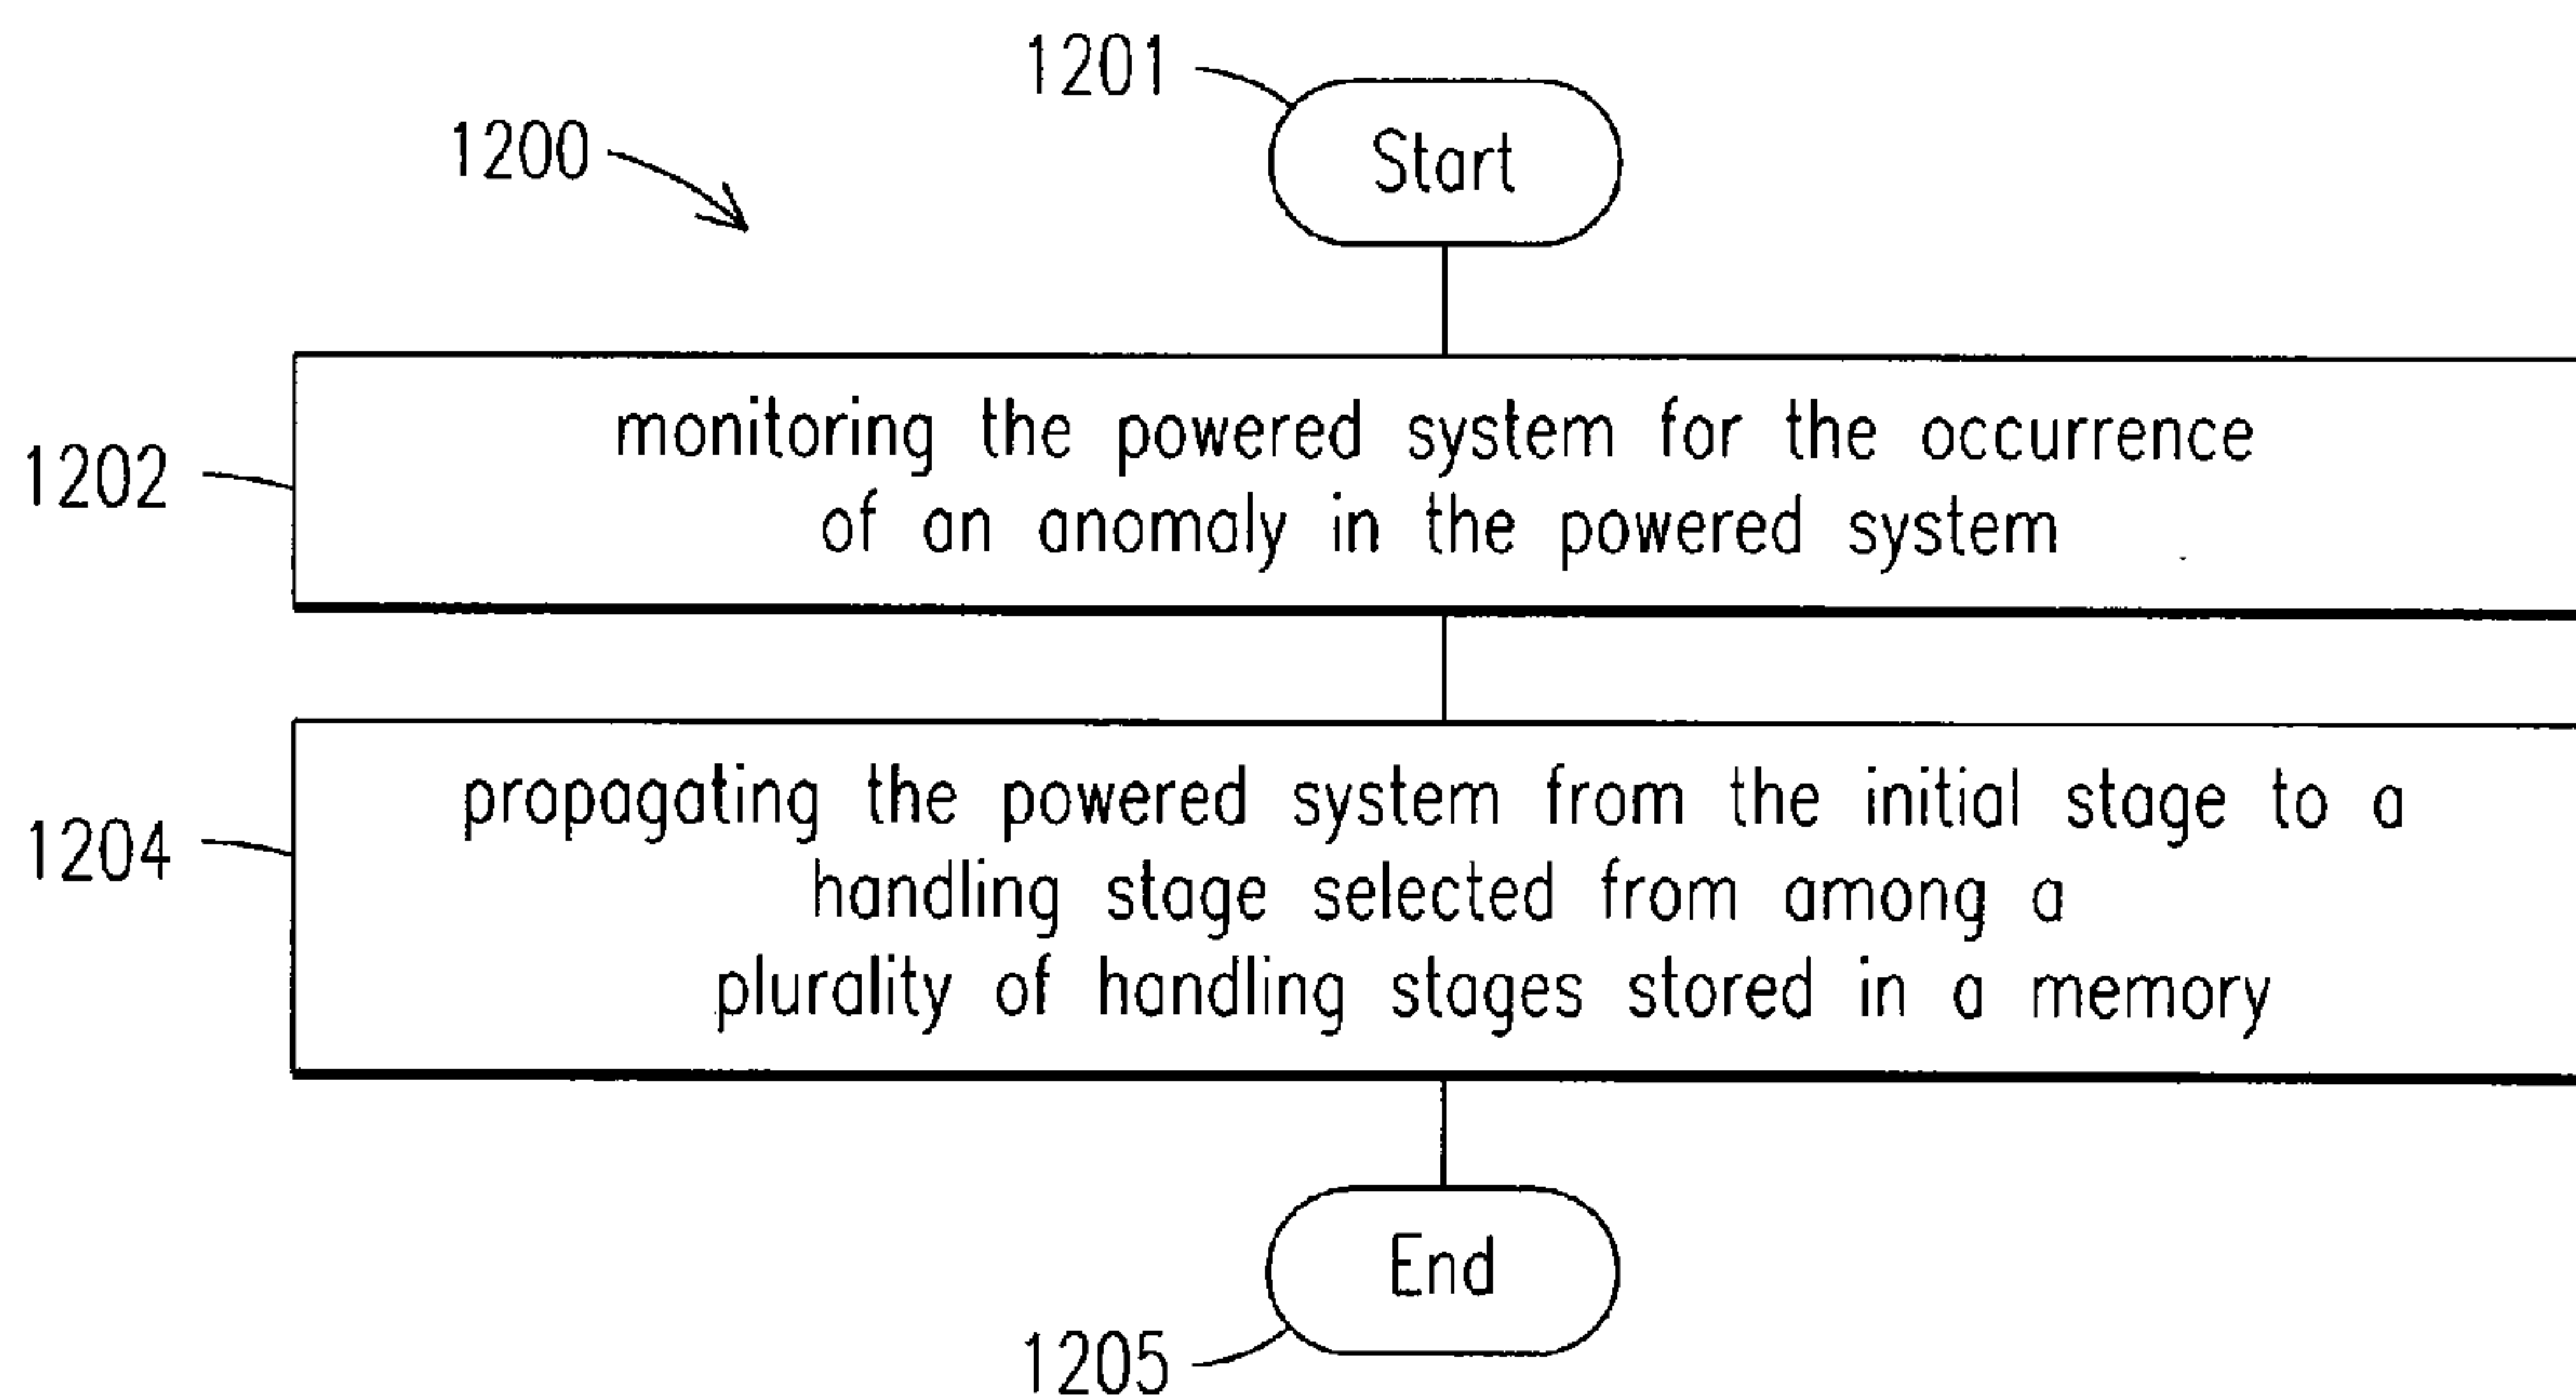 1201
Start
1200
1202
monitoring the powered system for the occurrence
of an anomaly in the powered system
1204
propagating the powered system from the initial stage to a
handling stage selected from among a
plurality of handling stages stored in a memory
End
1205